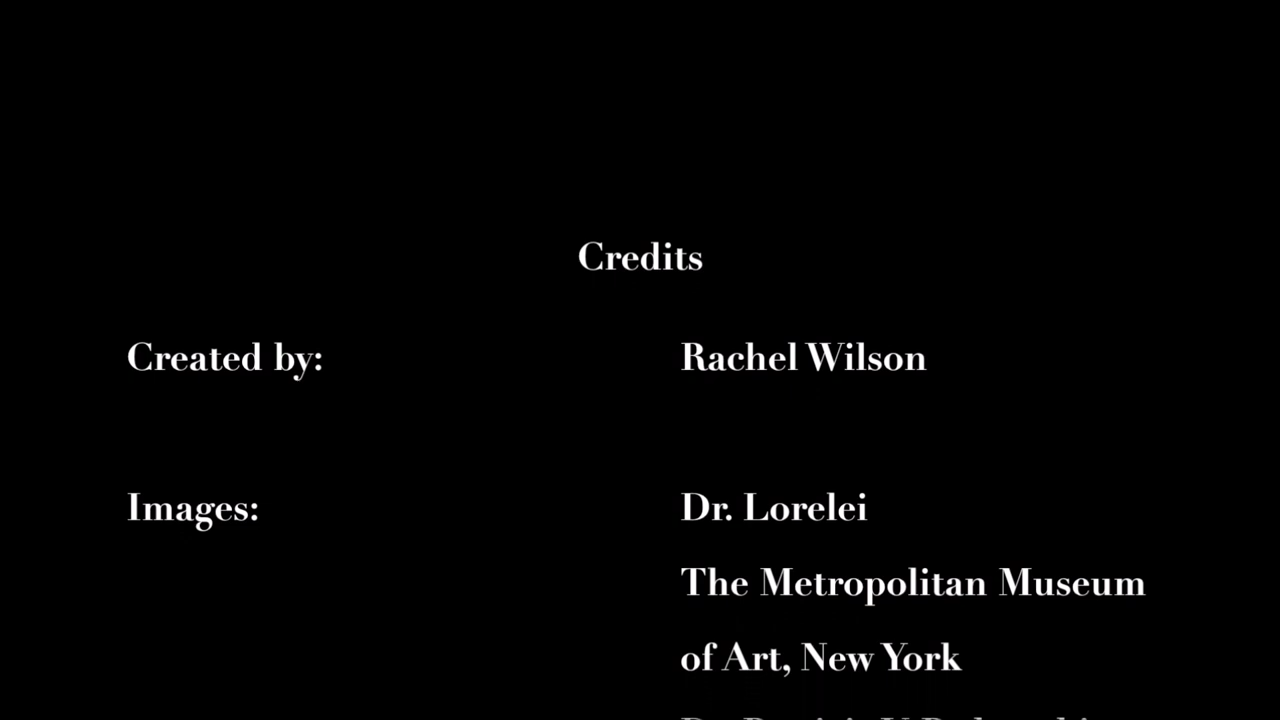 Credits
Created by: Rachel Wilson
Images: Dr. Lorelei
The Metropolitan Museum
of Art, New York